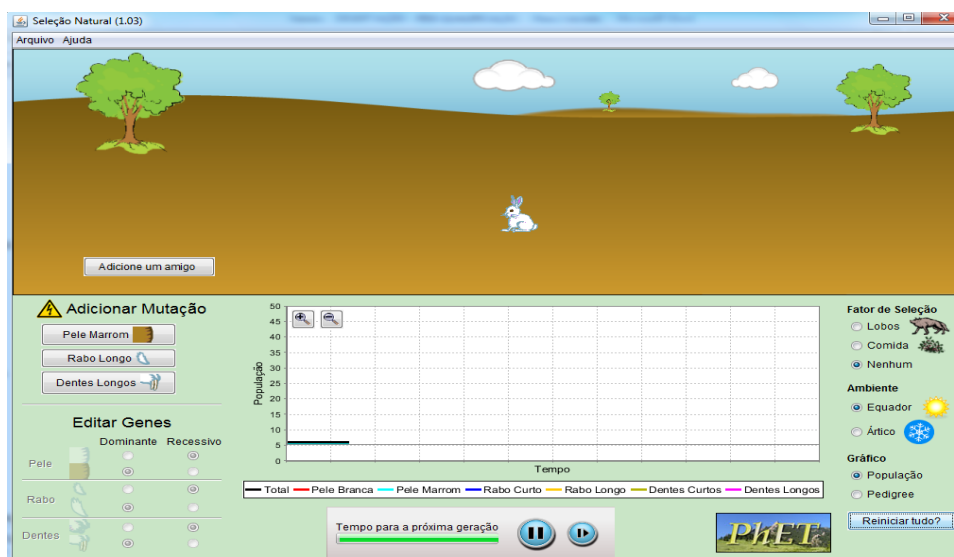 Seleção Natural (1.03)
Arquivo Ajuda
Adicione um amigo
Adicionar Mutação
Pele Marrom
Rabo Longo
Dentes Longos
Editar Genes
Dominante Recessivo
Pele
Rabo
Dentes
População
50
45
40
35
30
25
20
15
10
5
0
Tempo
Total Pele Branca Pele Marrom Rabo Curto Rabo Longo Dentes Curtos Dentes Longos
Tempo para a próxima geração
PhET
Fator de Seleção
Lobos
Comida
Nenhum
Ambiente
Equador
Ártico
Gráfico
População
Pedigree
Reiniciar tudo?